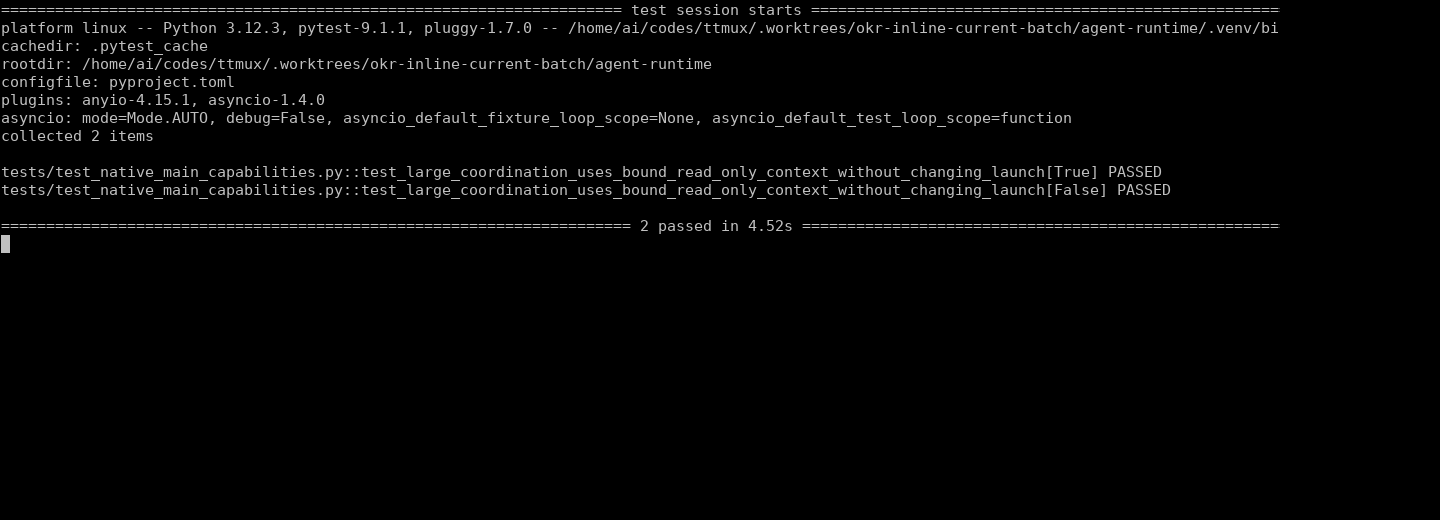 ===================================================================== test session starts ====================================================
platform linux -- Python 3.12.3, pytest-9.1.1, pluggy-1.7.0 -- /home/ai/codes/ttmux/.worktrees/okr-inline-current-batch/agent-runtime/.venv/bi
cachedir: .pytest_cache
rootdir: /home/ai/codes/ttmux/.worktrees/okr-inline-current-batch/agent-runtime
configfile: pyproject.toml
plugins: anyio-4.15.1, asyncio-1.4.0
asyncio: mode=Mode.AUTO, debug=False, asyncio_default_fixture_loop_scope=None, asyncio_default_test_loop_scope=function
collected 2 items
tests/test_native_main_capabilities.py::test_large_coordination_uses_bound_read_only_context_without_changing_launch[True] PASSED
tests/test_native_main_capabilities.py::test_large_coordination_uses_bound_read_only_context_without_changing_launch[False] PASSED
====================================================================== 2 passed in 4.52s =====================================================